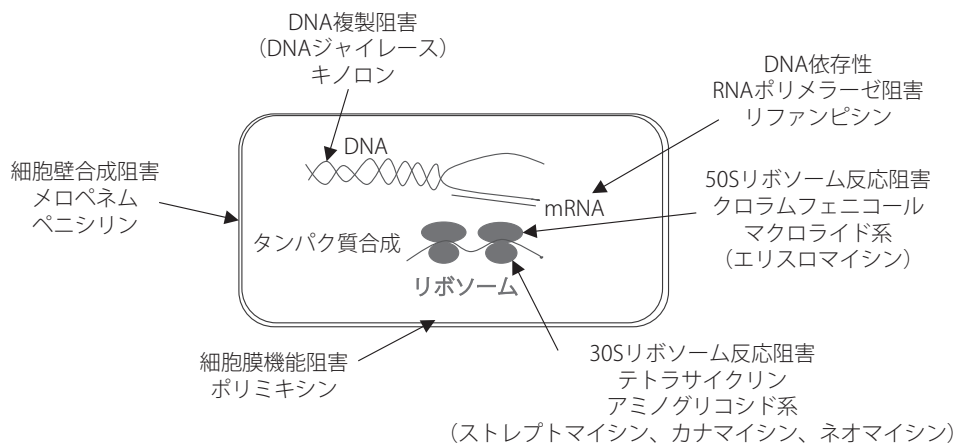 DNA複製阻害
（DNAジャイレース）
キノロン
DNA依存性
RNAポリメラーゼ阻害
リファンピシン
DNA
細胞壁合成阻害
メロペネム
ペニシリン
mRNA
50Sリボソーム反応阻害
クロラムフェニコール
マクロライド系
（エリスロマイシン）
タンパク質合成
リボソーム
細胞膜機能阻害
ポリミキシン
30Sリボソーム反応阻害
テトラサイクリン
アミノグリコシド系
（ストレプトマイシン、カナマイシン、ネオマイシン）